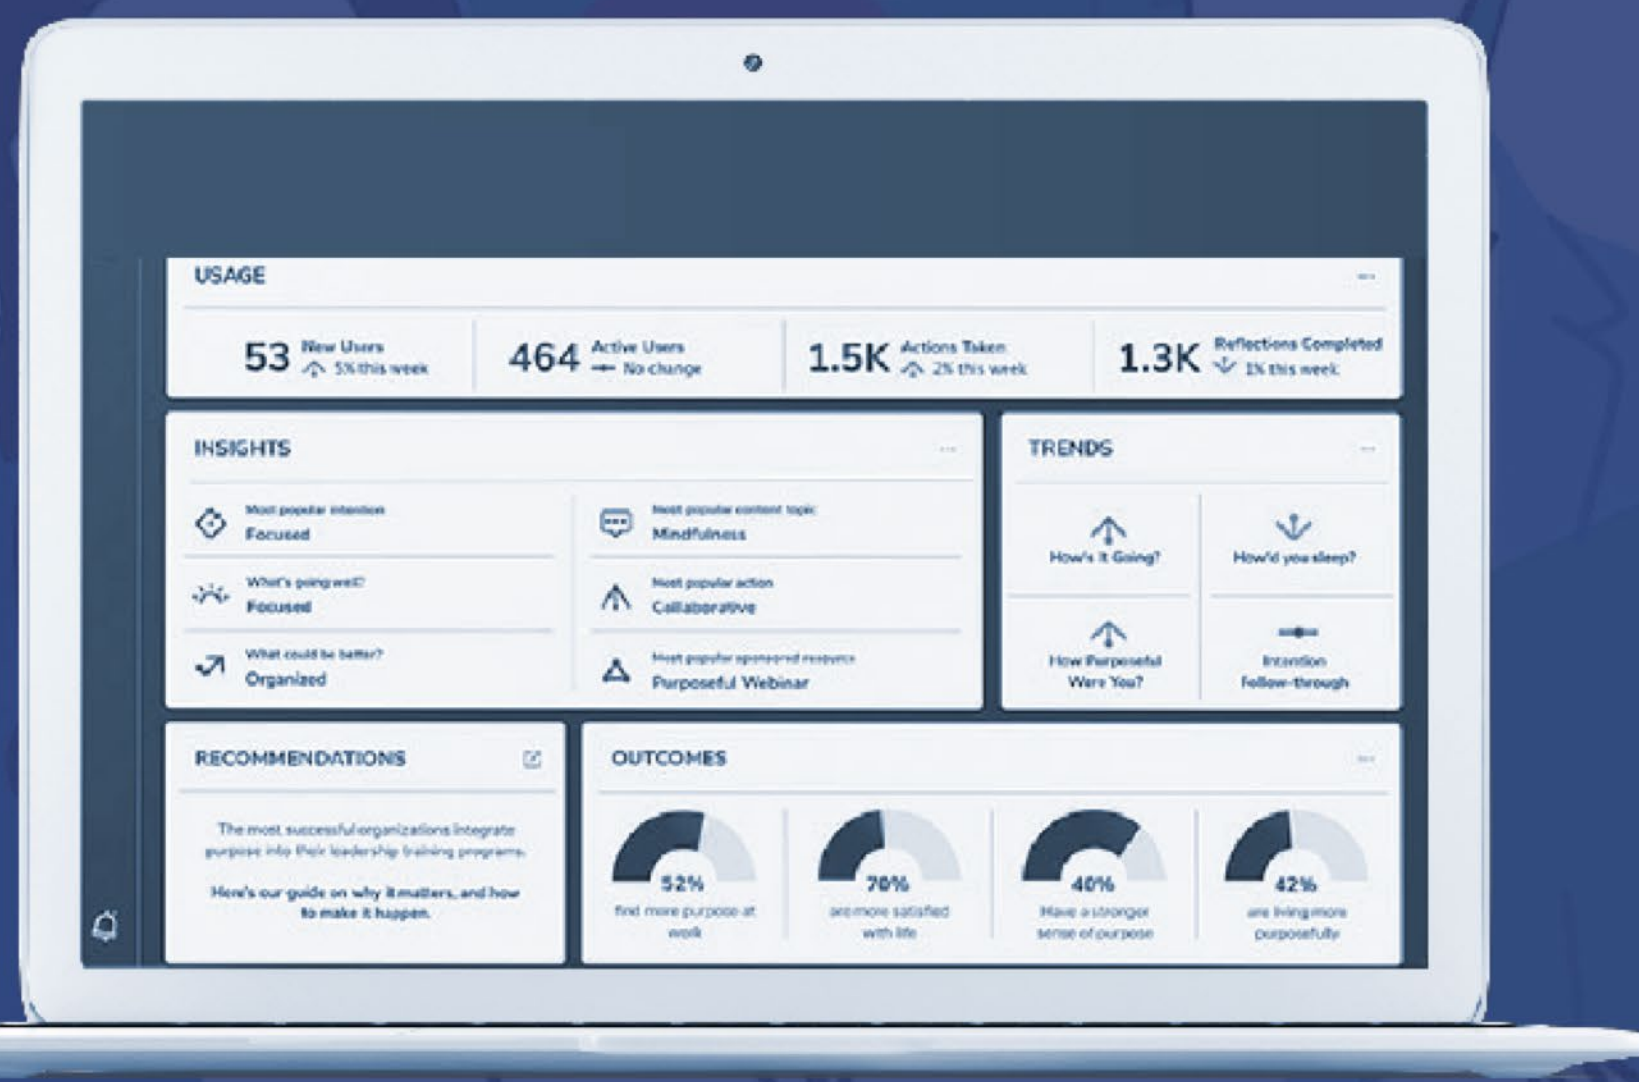 USAGE
53 New Users
5% this week
464 Active Users
No change
1.5K Actions Taken
2% this week
1.3K Reflections Completed
1% this week
INSIGHTS
Most popular intention
Focused
What's going well?
Focused
What could be better?
Organized
Most popular content topic
Mindfulness
Most popular action
Collaborative
Most popular sponsored resource
Purposeful Webinar
TRENDS
How's It Going?
How'd you sleep?
How Purposeful
Were You?
Intention
Follow-through
RECOMMENDATIONS
The most successful organizations integrate
purpose into their leadership training programs.
Here's our guide on why it matters, and how
to make it happen.
OUTCOMES
52%
find more purpose at
work
70%
are more satisfied
with life
40%
Have a stronger
sense of purpose
42%
are living more
purposefully